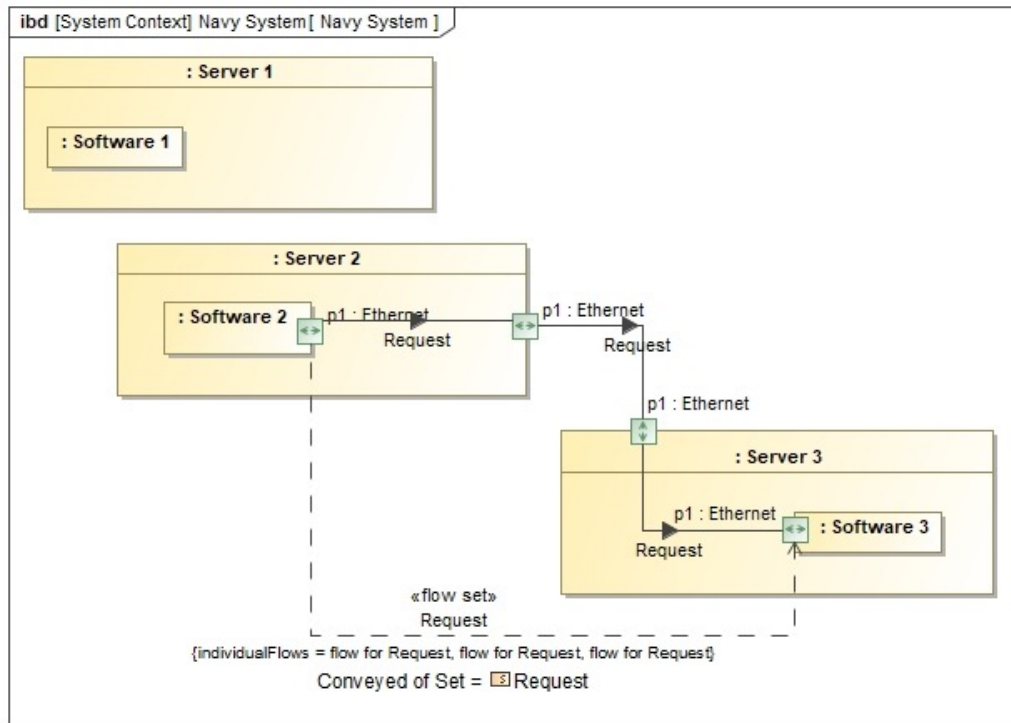 ibd [System Context] Navy System[ Navy System ]
: Server 1
: Software 1
: Server 2
: Software 2
p1 : Ethernet
Request
p1 : Ethernet
Request
p1 : Ethernet
: Server 3
p1 : Ethernet
: Software 3
Request
«flow set»
Request
{individualFlows = flow for Request, flow for Request, flow for Request}
Conveyed of Set = S Request